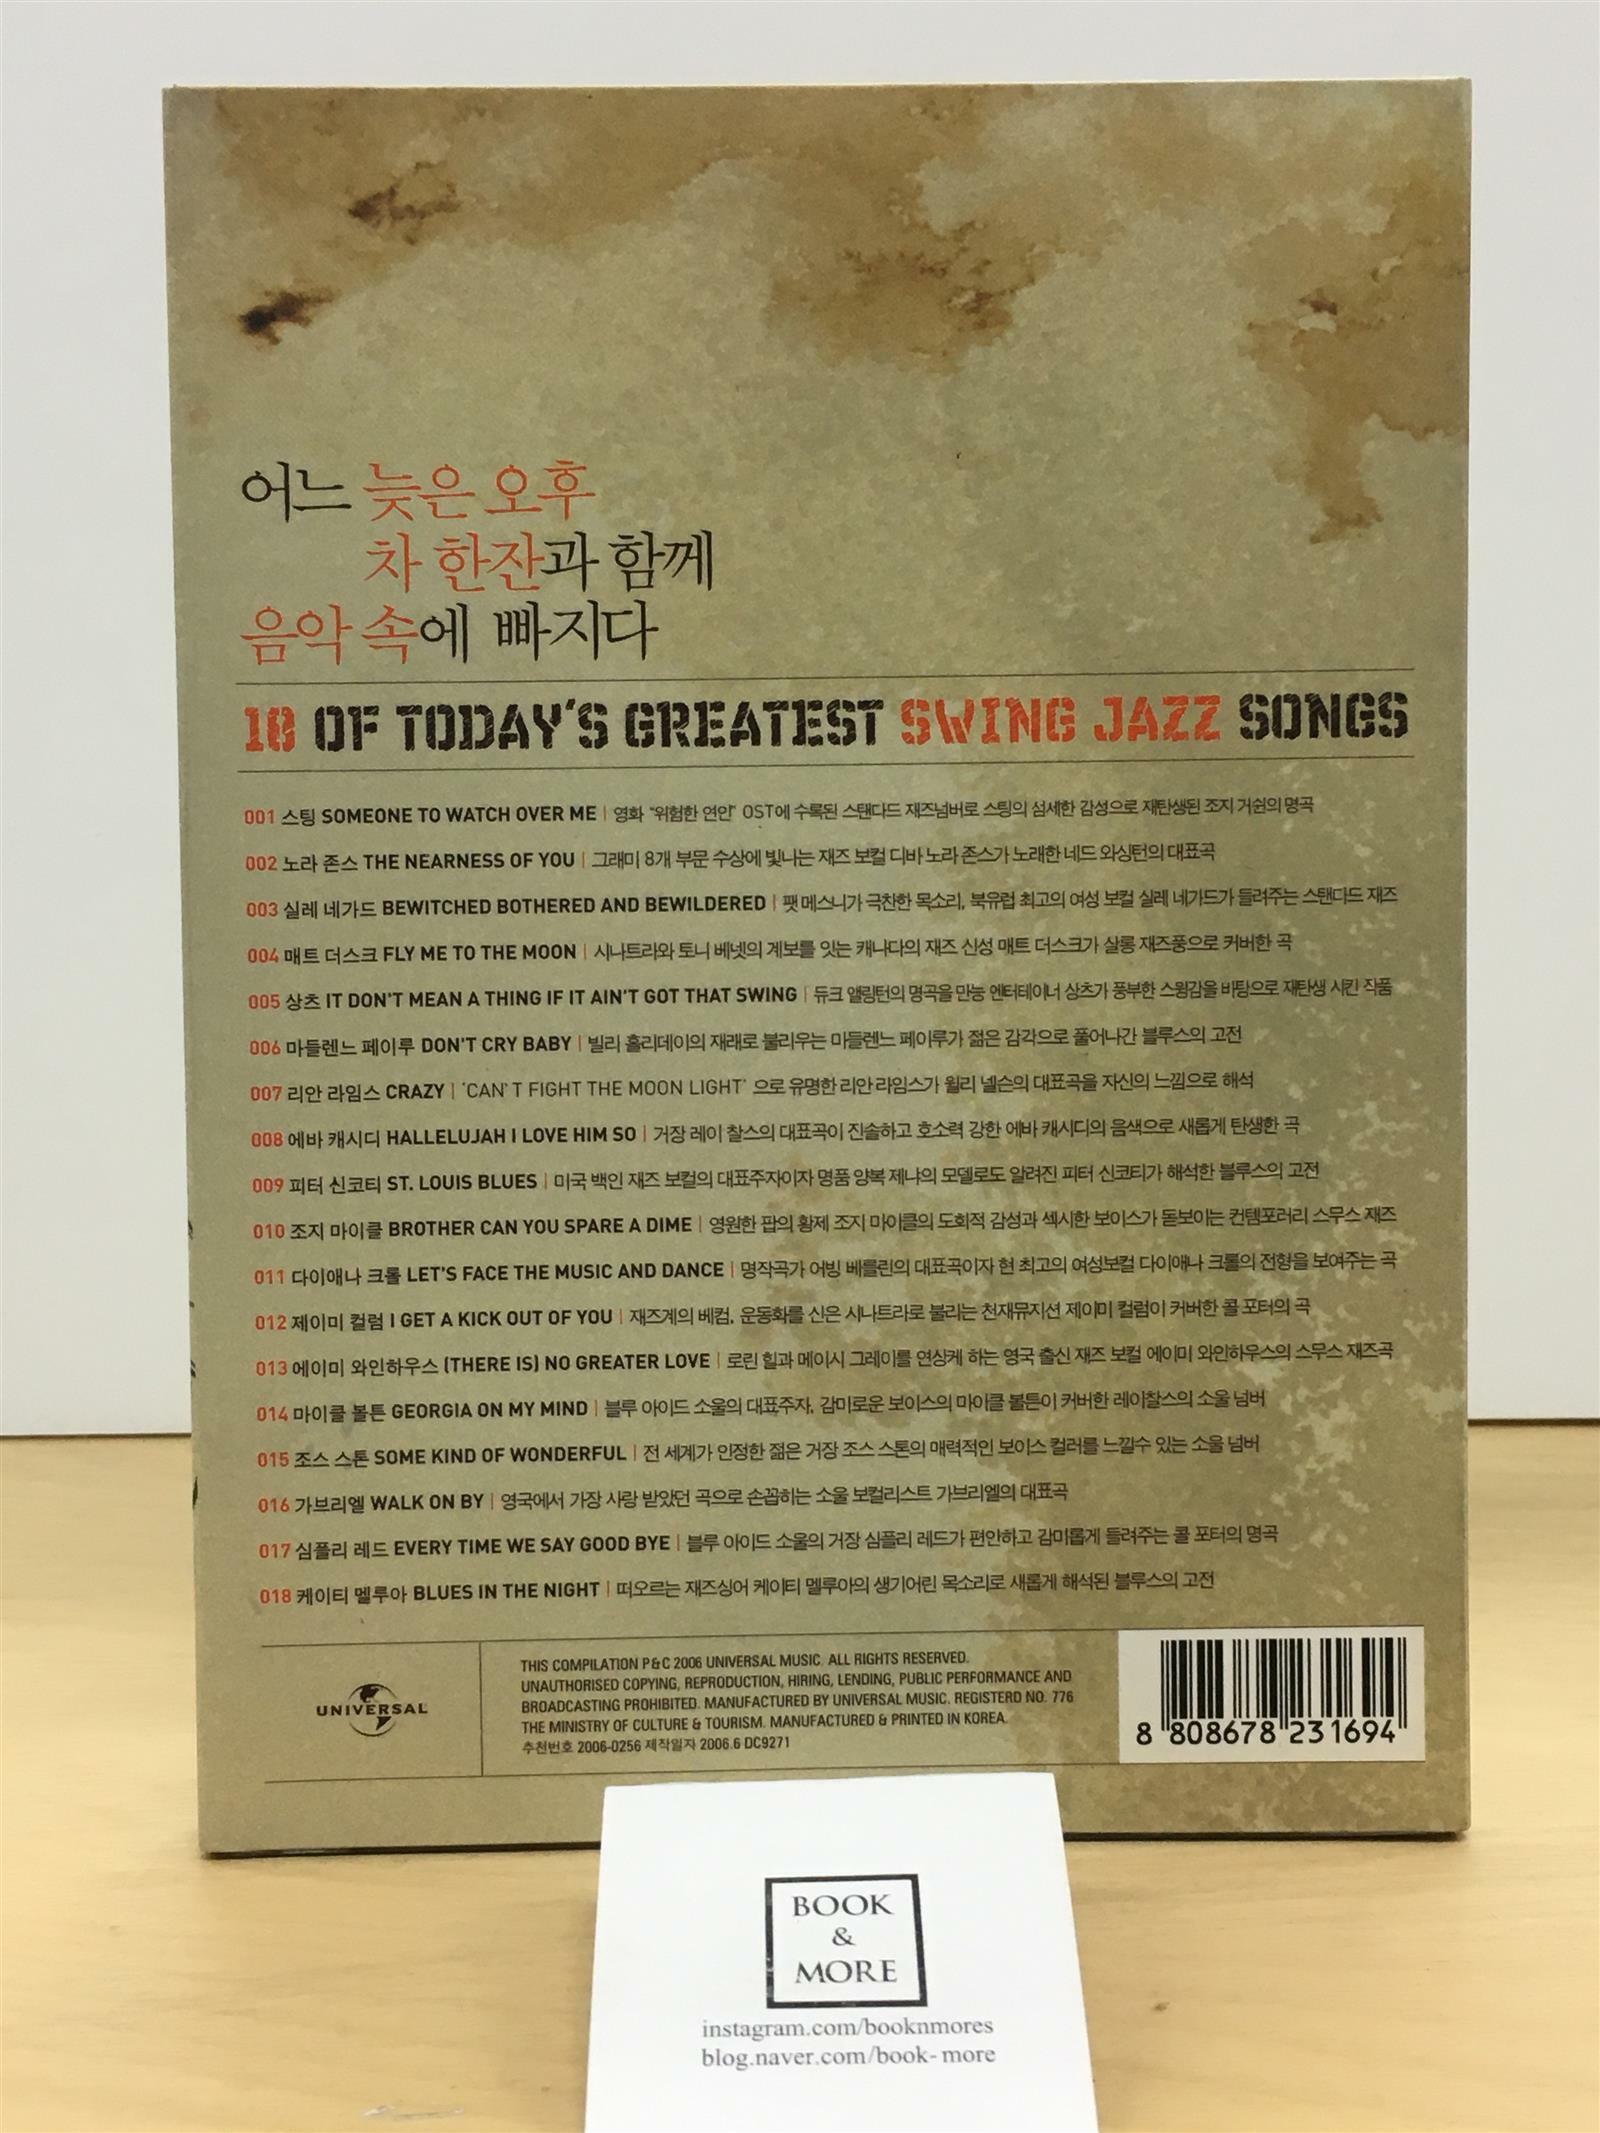 어느 늦은 오후
차 한잔과 함께
음악 속에 빠지다
18 OF TODAY'S GREATEST SWING JAZZ SONGS
001 스팅 SOMEONE TO WATCH OVER ME | 영화 "위험한 연인" OST에 수록된 스탠다드 재즈넘버로 스팅의 섬세한 감성으로 재탄생된 조지 거쉰의 명곡
002 노라 존스 THE NEARNESS OF YOU | 그래미 8개 부문 수상에 빛나는 재즈 보컬 디바 노라 존스가 노래한 네드 와싱턴의 대표곡
003 실레 네가드 BEWITCHED BOTHERED AND BEWILDERED | 팻 메스니가 극찬한 목소리, 북유럽 최고의 여성 보컬 실레 네가드가 들려주는 스탠다드 재즈
004 매트 더스크 FLY ME TO THE MOON | 시나트라와 토니 베넷의 계보를 잇는 캐나다의 재즈 신성 매트 더스크가 살롱 재즈풍으로 커버한 곡
005 상츠 IT DON'T MEAN A THING IF IT AIN'T GOT THAT SWING | 듀크 앨링턴의 명곡을 만능 엔터테이너 상츠가 풍부한 스윙감을 바탕으로 재탄생 시킨 작품
006 마들렌느 페이루 DON'T CRY BABY | 빌리 홀리데이의 재래로 불리우는 마들렌느 페이루가 젊은 감각으로 풀어나간 블루스의 고전
007 리안 라임스 CRAZY | 'CAN'T FIGHT THE MOON LIGHT' 으로 유명한 리안 라임스가 윌리 넬슨의 대표곡을 자신의 느낌으로 해석
008 에바 캐시디 HALLELUJAH I LOVE HIM SO | 거장 레이 찰스의 대표곡이 진솔하고 호소력 강한 에바 캐시디의 음색으로 새롭게 탄생한 곡
009 피터 신코티 ST. LOUIS BLUES | 미국 백인 재즈 보컬의 대표주자이자 명품 양복 제냐의 모델로도 알려진 피터 신코티가 해석한 블루스의 고전
010 조지 마이클 BROTHER CAN YOU SPARE A DIME | 영원한 팝의 황제 조지 마이클의 도회적 감성과 섹시한 보이스가 돋보이는 컨템포러리 스무스 재즈
011 다이애나 크롤 LET'S FACE THE MUSIC AND DANCE | 명작곡가 어빙 베를린의 대표곡이자 현 최고의 여성보컬 다이애나 크롤의 전형을 보여주는 곡
012 제이미 컬럼 I GET A KICK OUT OF YOU | 재즈계의 베컴, 운동화를 신은 시나트라로 불리는 천재뮤지션 제이미 컬럼이 커버한 콜 포터의 곡
013 에이미 와인하우스 (THERE IS) NO GREATER LOVE | 로린 힐과 메이시 그레이를 연상케 하는 영국 출신 재즈 보컬 에이미 와인하우스의 스무스 재즈곡
014 마이클 볼튼 GEORGIA ON MY MIND | 블루 아이드 소울의 대표주자, 감미로운 보이스의 마이클 볼튼이 커버한 레이찰스의 소울 넘버
015 조스 스톤 SOME KIND OF WONDERFUL | 전 세계가 인정한 젊은 거장 조스 스톤의 매력적인 보이스 컬러를 느낄수 있는 소울 넘버
016 가브리엘 WALK ON BY | 영국에서 가장 사랑 받았던 곡으로 손꼽히는 소울 보컬리스트 가브리엘의 대표곡
017 심플리 레드 EVERY TIME WE SAY GOOD BYE | 블루 아이드 소울의 거장 심플리 레드가 편안하고 감미롭게 들려주는 콜 포터의 명곡
018 케이티 멜루아 BLUES IN THE NIGHT | 떠오르는 재즈싱어 케이티 멜루아의 생기어린 목소리로 새롭게 해석된 블루스의 고전
UNIVERSAL
THIS COMPILATION P & C 2006 UNIVERSAL MUSIC. ALL RIGHTS RESERVED.
UNAUTHORISED COPYING, REPRODUCTION, HIRING, LENDING, PUBLIC PERFORMANCE AND
BROADCASTING PROHIBITED. MANUFACTURED BY UNIVERSAL MUSIC. REGISTERD NO. 776
THE MINISTRY OF CULTURE & TOURISM. MANUFACTURED & PRINTED IN KOREA.
추천번호 2006-0256 제작일자 2006.6 DC9271
8 808678 231694
BOOK
&
MORE
instagram.com/booknmores
blog.naver.com/book-more